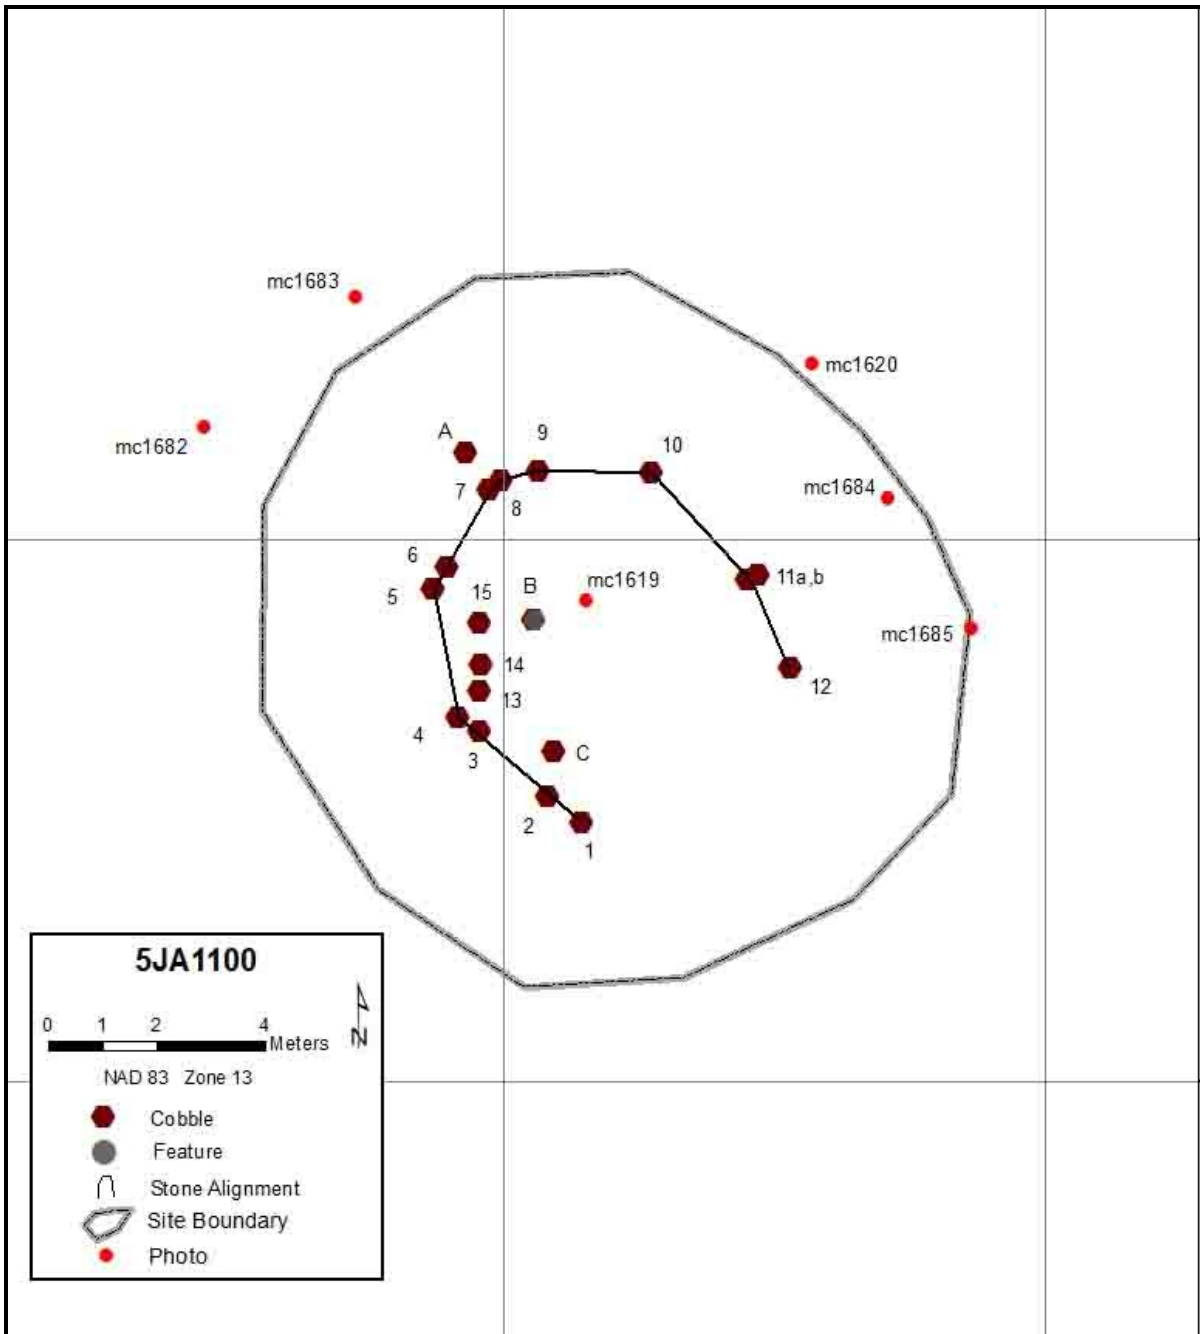 mc1683
mc1620
mc1682
A
9
10
7
8
mc1684
6
5
15
B
mc1619
11a,b
mc1685
14
13
12
4
3
C
2
1
5JA1100
0 1 2 4
Meters
N
NAD 83 Zone 13
Cobble
Feature
Stone Alignment
Site Boundary
Photo